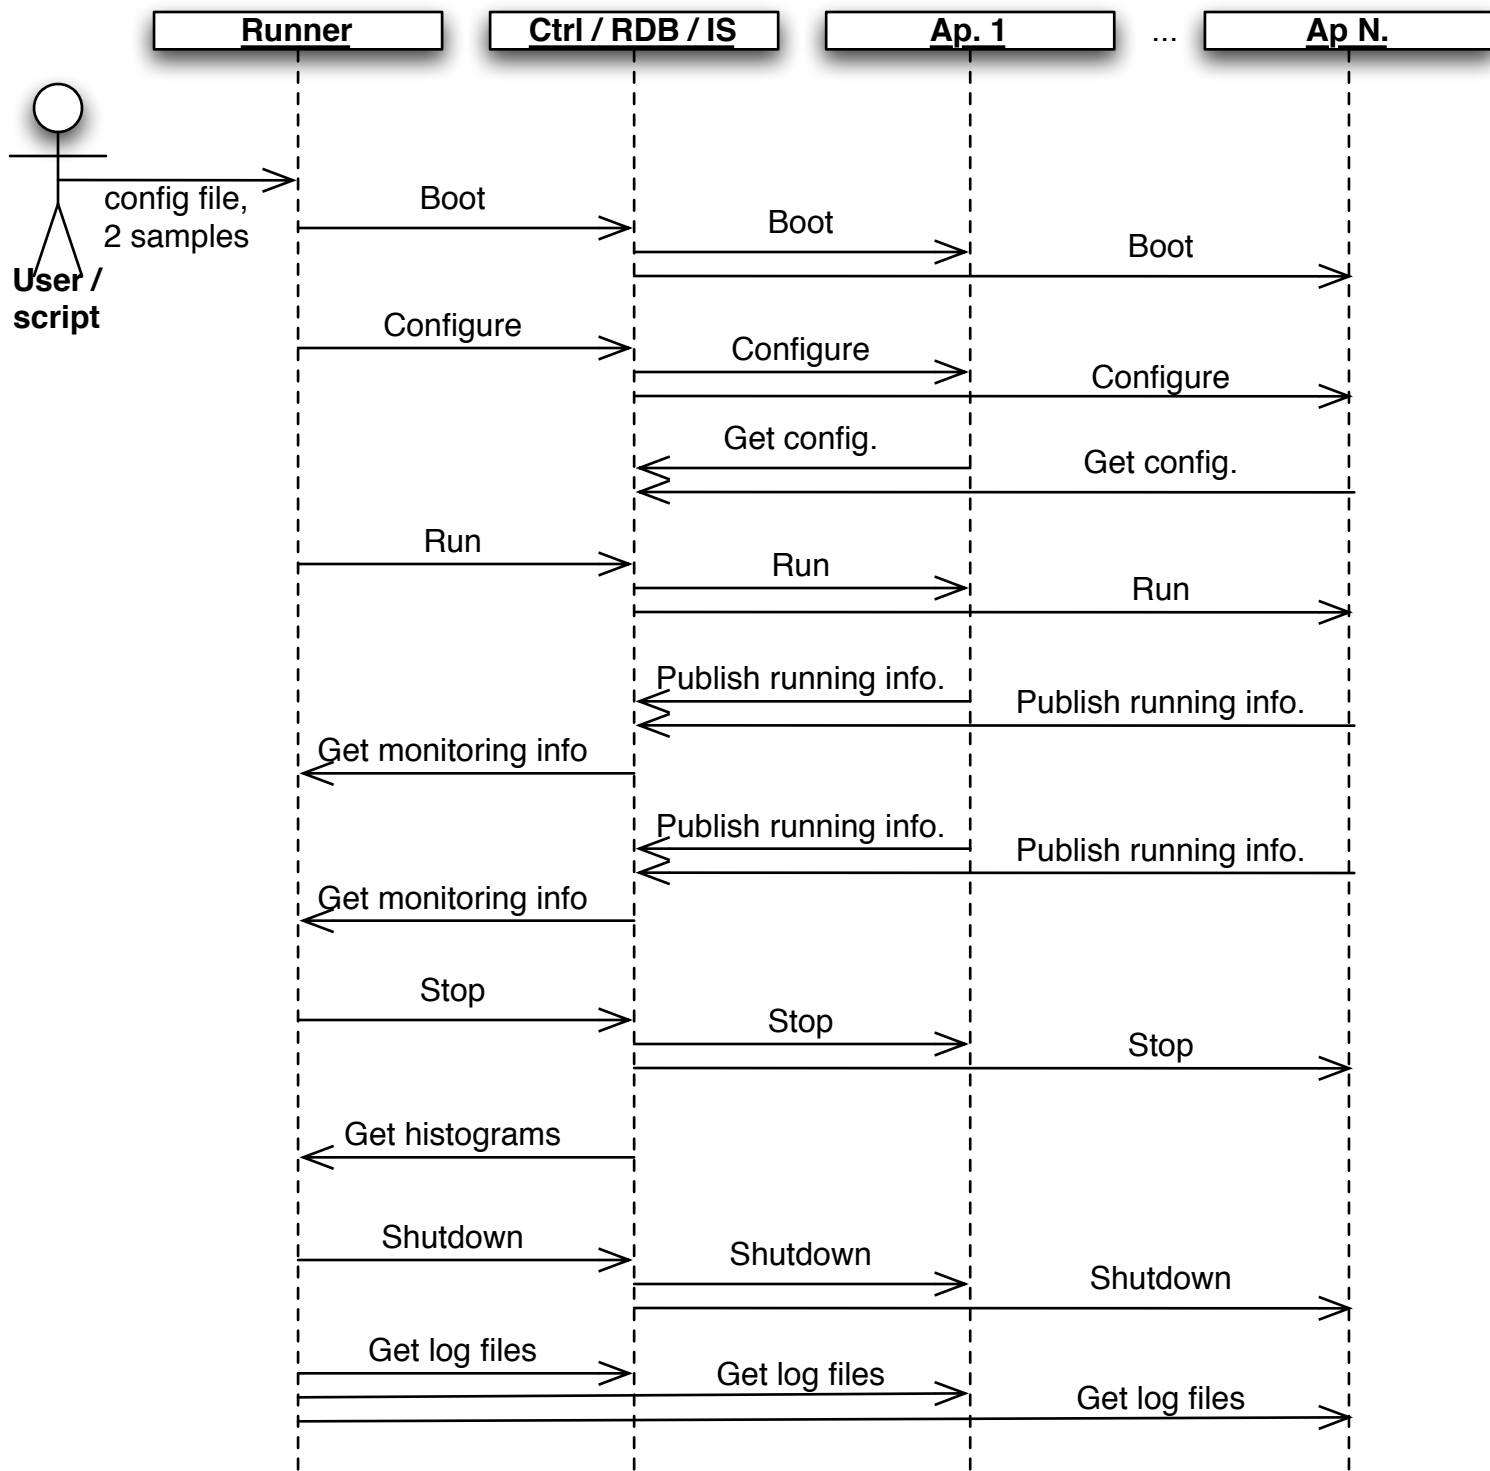 Runner
Ctrl / RDB / IS
Ap. 1
...
Ap N.
config file,
2 samples
User /
script
Boot
Boot
Boot
Configure
Configure
Configure
Get config.
Get config.
Run
Run
Run
Publish running info.
Publish running info.
Get monitoring info
Publish running info.
Publish running info.
Get monitoring info
Stop
Stop
Stop
Get histograms
Shutdown
Shutdown
Shutdown
Get log files
Get log files
Get log files